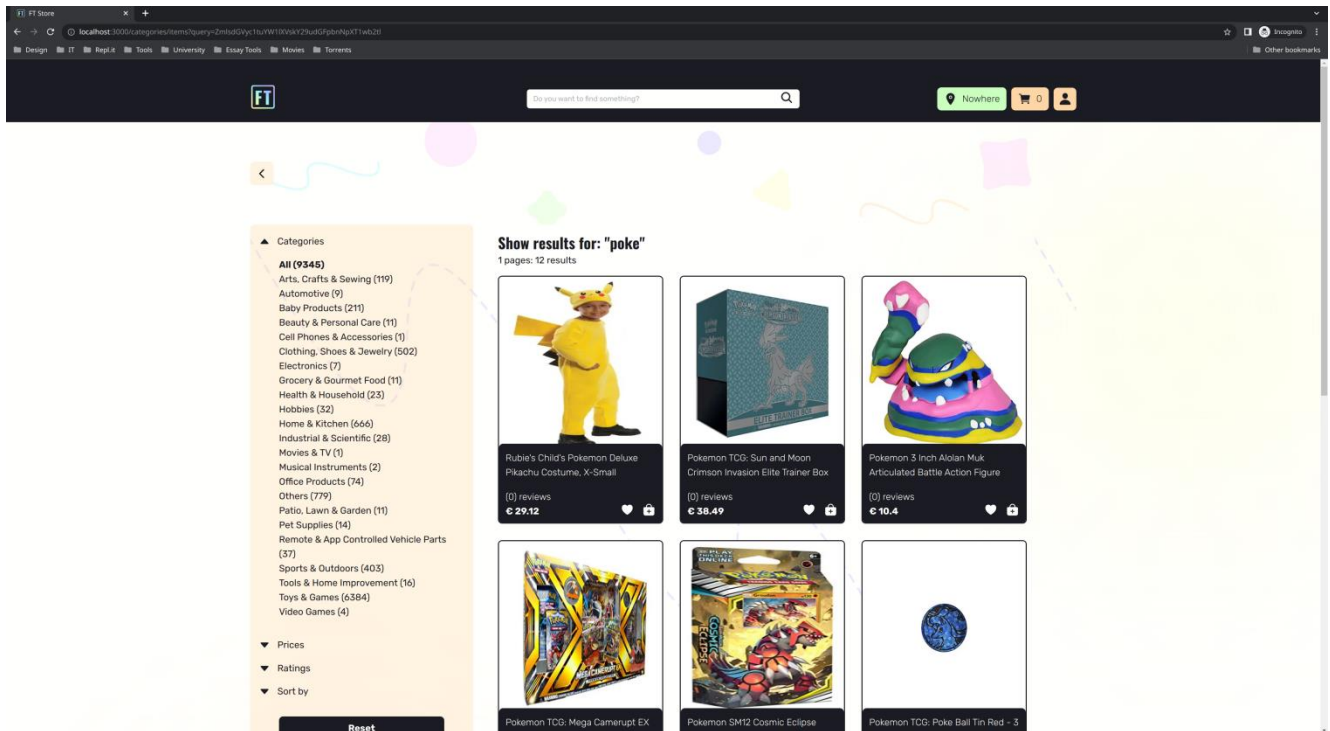 FT Store
localhost:3000/categories/items?query=
Incognito
Design IT Repl.it Tools University Essay Tools Movies Torrents Other bookmarks
FT
Do you want to find something?
Nowhere
0
Categories
All (9345)
Arts, Crafts & Sewing (119)
Automotive (9)
Baby Products (211)
Beauty & Personal Care (11)
Cell Phones & Accessories (1)
Clothing, Shoes & Jewelry (502)
Electronics (7)
Grocery & Gourmet Food (11)
Health & Household (23)
Hobbies (32)
Home & Kitchen (666)
Industrial & Scientific (28)
Movies & TV (1)
Musical Instruments (2)
Office Products (74)
Others (779)
Patio, Lawn & Garden (11)
Pet Supplies (14)
Remote & App Controlled Vehicle Parts
(37)
Sports & Outdoors (403)
Tools & Home Improvement (16)
Toys & Games (6384)
Video Games (4)
Prices
Ratings
Sort by
Reset
Show results for: "poke"
1 pages: 12 results
ELITE TRAINER BOX
Rubie's Child's Pokemon Deluxe
Pikachu Costume, X-Small
(0) reviews
€ 29.12
Pokemon TCG: Sun and Moon
Crimson Invasion Elite Trainer Box
(0) reviews
€ 38.49
Pokemon 3 Inch Alolan Muk
Articulated Battle Action Figure
(0) reviews
€ 10.4
MEGA CAMERUPT
POKEMON
COSMIC
ECLIPSE
Pokemon TCG: Mega Camerupt EX
Pokemon SM12 Cosmic Eclipse
Pokemon TCG: Poke Ball Tin Red - 3